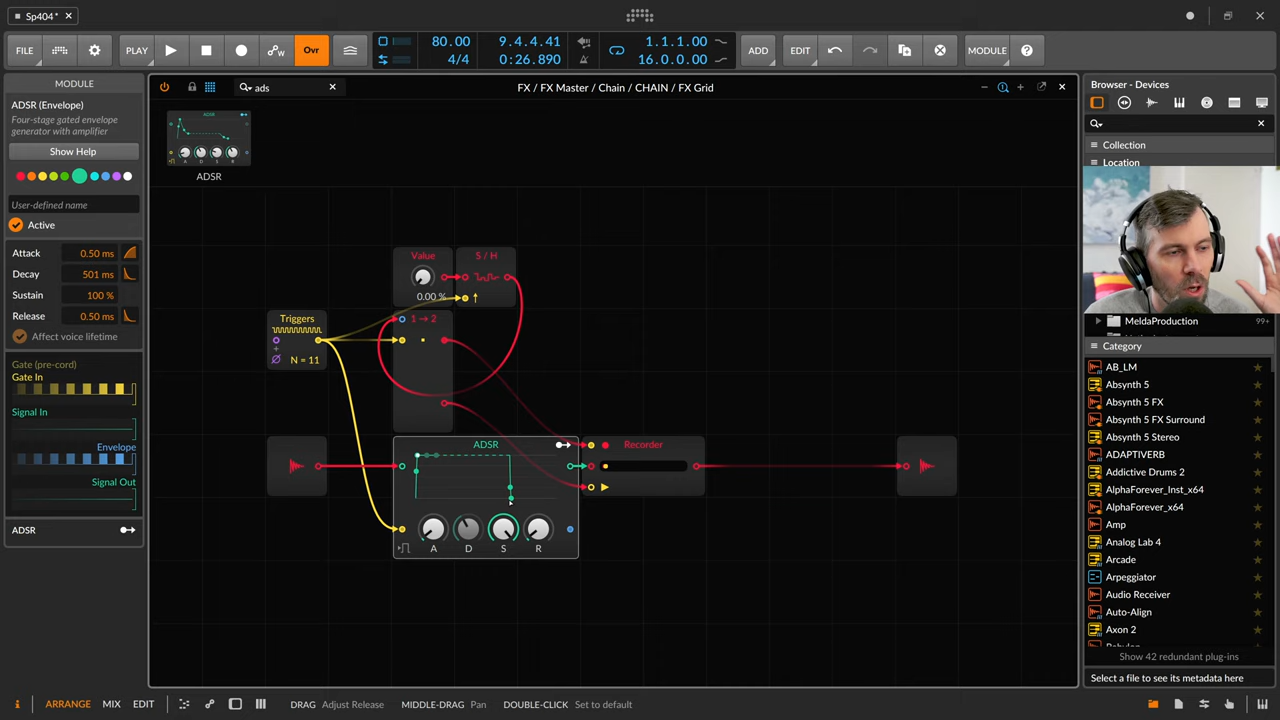 Sp404*
FILE
PLAY
Ovr
80.00
4/4
9.4.4.41
0:26.890
1.1.1.00
16.0.0.00
ADD
EDIT
MODULE
MODULE
ADSR (Envelope)
Four-stage gated envelope
generator with amplifier
Show Help
User-defined name
Active
Attack 0.50 ms
Decay 501 ms
Sustain 100 %
Release 0.50 ms
Affect voice lifetime
Gate (pre-cord)
Gate In
Signal In
Envelope
Signal Out
ADSR
ads
FX / FX Master / Chain / CHAIN / FX Grid
ADSR
A D S R
ADSR
Value
0.00 %
S / H
Triggers
N = 11
1 → 2
ADSR
A D S R
Recorder
Browser - Devices
Collection
Location
MeldaProduction 99+
Category
AB_LM
Absynth 5
Absynth 5 FX
Absynth 5 FX Surround
Absynth 5 Stereo
ADAPTIVERB
Addictive Drums 2
AlphaForever_Inst_x64
AlphaForever_x64
Amp
Analog Lab 4
Arcade
Arpeggiator
Audio Receiver
Auto-Align
Axon 2
Show 42 redundant plug-ins
Select a file to see its metadata here
ARRANGE MIX EDIT
DRAG Adjust Release MIDDLE-DRAG Pan DOUBLE-CLICK Set to default